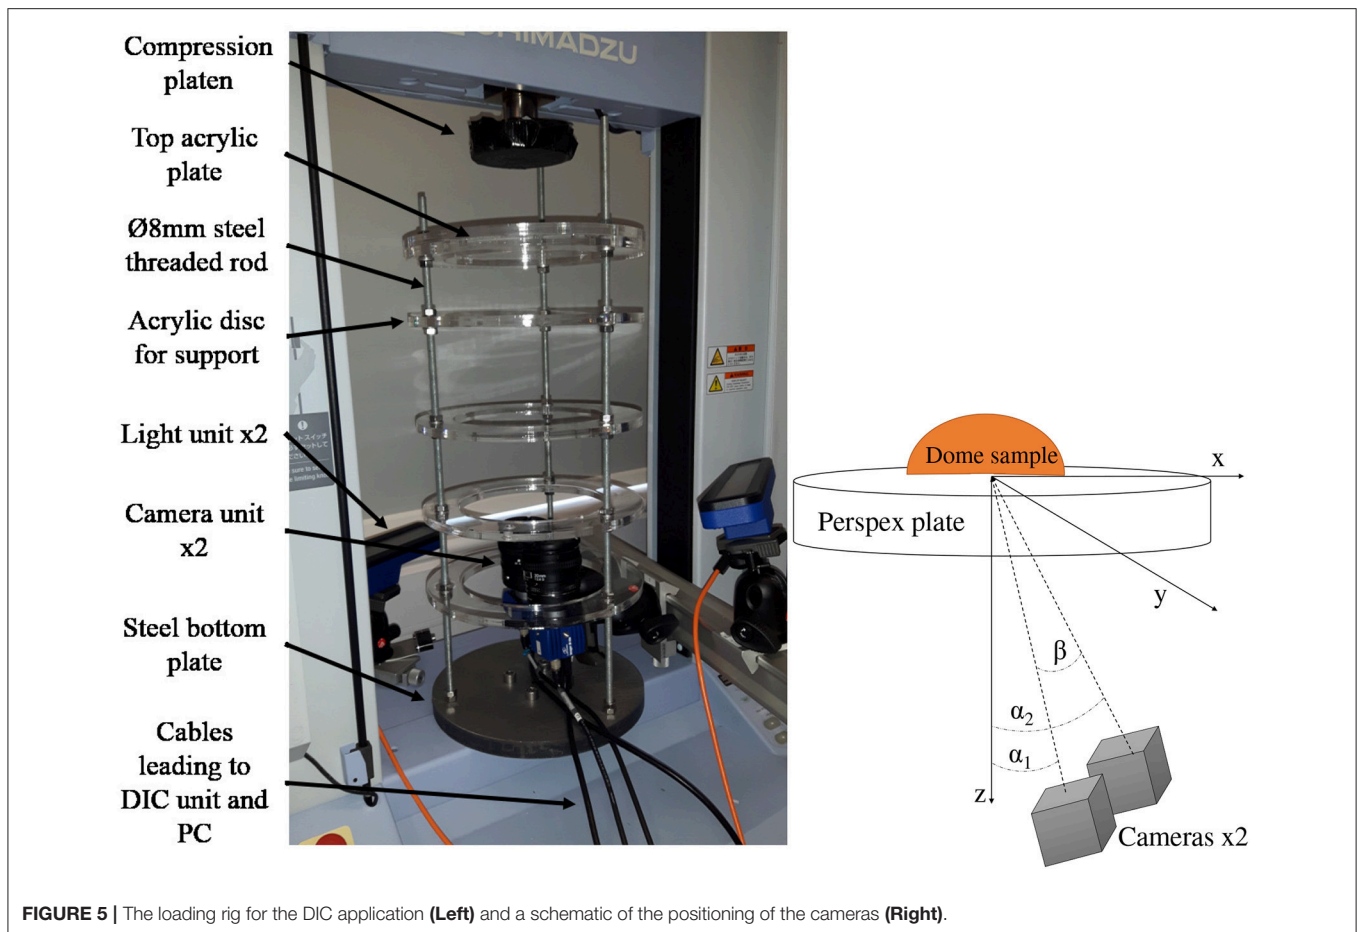 Compression
platen
Top acrylic
plate
Ø8mm steel
threaded rod
Acrylic disc
for support
Light unit x2
Camera unit
x2
Steel bottom
plate
Cables
leading to
DIC unit and
PC
SHIMADZU
Dome sample
x
Perspex plate
y
β
α2
α1
z
Cameras x2
FIGURE 5 | The loading rig for the DIC application (Left) and a schematic of the positioning of the cameras (Right).